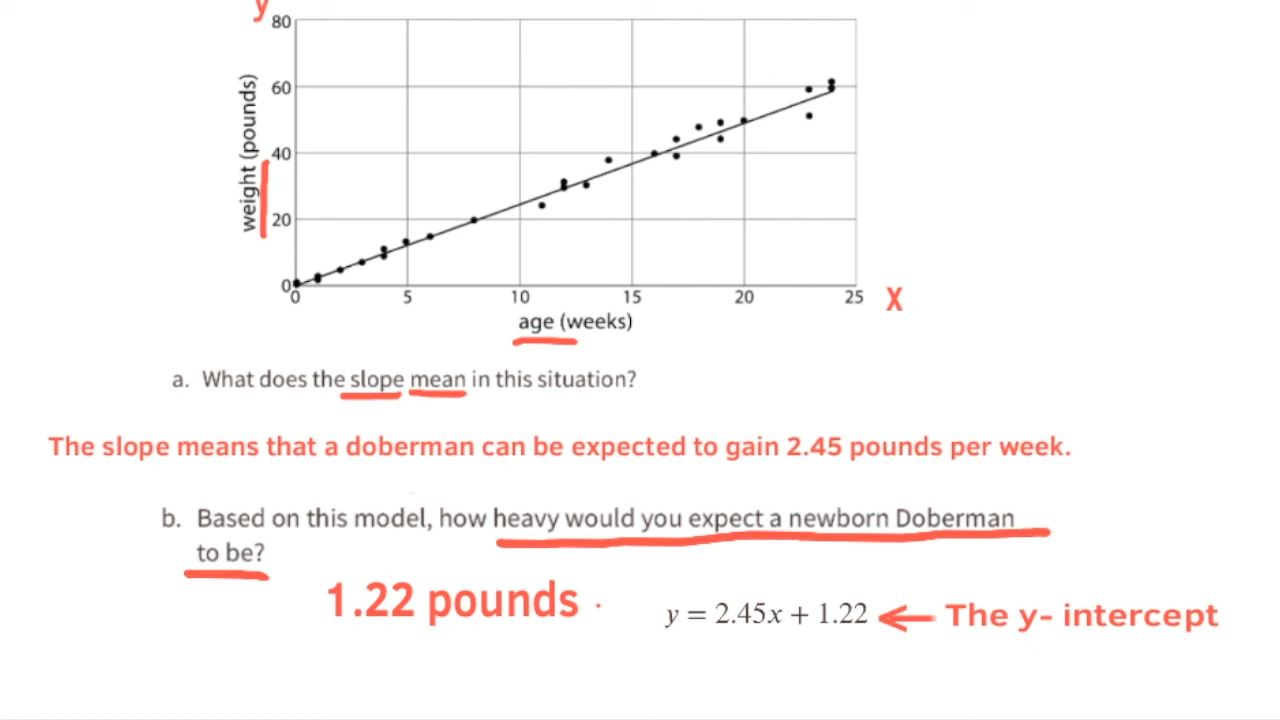 y
80
60
40
20
0
weight (pounds)
0 5 10 15 20 25
X
age (weeks)
a. What does the slope mean in this situation?
The slope means that a doberman can be expected to gain 2.45 pounds per week.
b. Based on this model, how heavy would you expect a newborn Doberman
to be?
1.22 pounds
y = 2.45x + 1.22
The y- intercept